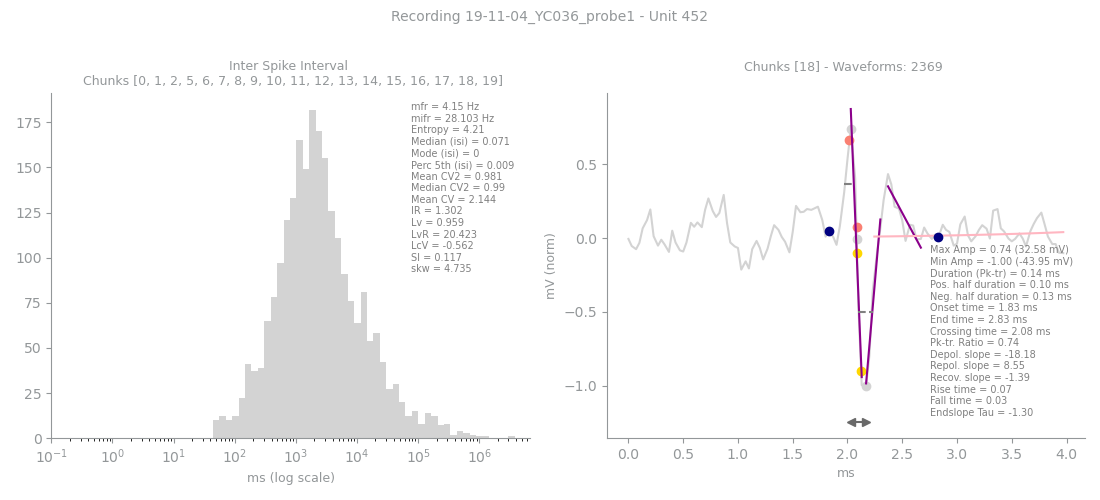 Recording 19-11-04_YC036_probe1 - Unit 452
Inter Spike Interval
Chunks [0, 1, 2, 5, 6, 7, 8, 9, 10, 11, 12, 13, 14, 15, 16, 17, 18, 19]
mfr = 4.15 Hz
mifr = 28.103 Hz
Entropy = 4.21
Median (isi) = 0.071
Mode (isi) = 0
Perc 5th (isi) = 0.009
Mean CV2 = 0.981
Median CV2 = 0.99
Mean CV = 2.144
IR = 1.302
Lv = 0.959
LvR = 20.423
LcV = -0.562
SI = 0.117
skw = 4.735
175
150
125
100
75
50
25
0
10⁻¹ 10⁰ 10¹ 10² 10³ 10⁴ 10⁵ 10⁶
ms (log scale)
Chunks [18] - Waveforms: 2369
mV (norm)
0.5
0.0
−0.5
−1.0
Max Amp = 0.74 (32.58 mV)
Min Amp = -1.00 (-43.95 mV)
Duration (Pk-tr) = 0.14 ms
Pos. half duration = 0.10 ms
Neg. half duration = 0.13 ms
Onset time = 1.83 ms
End time = 2.83 ms
Crossing time = 2.08 ms
Pk-tr. Ratio = 0.74
Depol. slope = -18.18
Repol. slope = 8.55
Recov. slope = -1.39
Rise time = 0.07
Fall time = 0.03
Endslope Tau = -1.30
0.0 0.5 1.0 1.5 2.0 2.5 3.0 3.5 4.0
ms